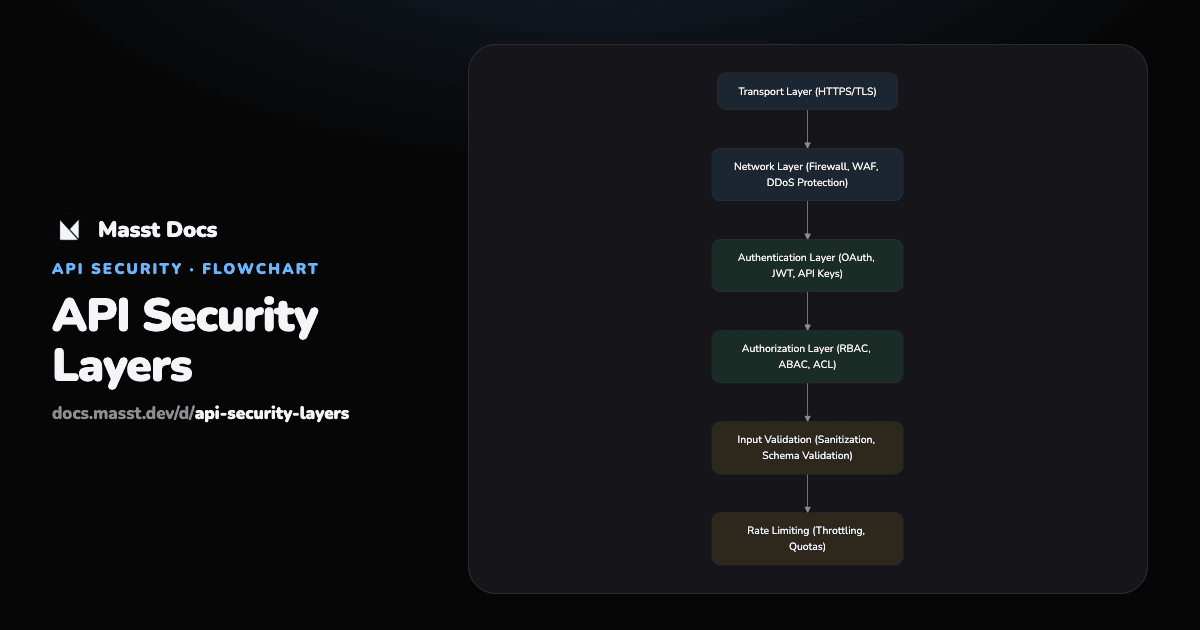 Masst Docs
API SECURITY · FLOWCHART
API Security
Layers
docs.masst.dev/d/api-security-layers
Transport Layer (HTTPS/TLS)
Network Layer (Firewall, WAF,
DDoS Protection)
Authentication Layer (OAuth,
JWT, API Keys)
Authorization Layer (RBAC,
ABAC, ACL)
Input Validation (Sanitization,
Schema Validation)
Rate Limiting (Throttling,
Quotas)